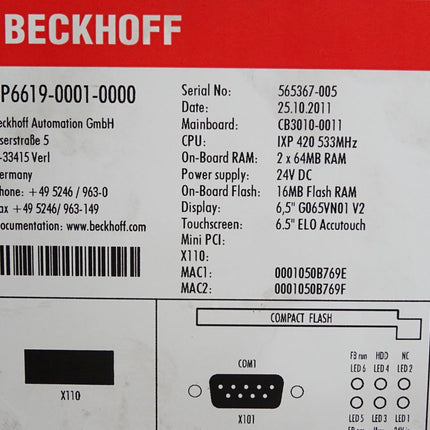 BECKHOFF
P6619-0001-0000
eckhoff Automation GmbH
serstraße 5
-33415 Verl
ermany
hone: +49 5246 / 963-0
ax +49 5246/ 963-149
ocumentation: www.beckhoff.com
Serial No: 565367-005
Date: 25.10.2011
Mainboard: CB3010-0011
CPU: IXP 420 533MHz
On-Board RAM: 2 x 64MB RAM
Power supply: 24V DC
On-Board Flash: 16MB Flash RAM
Display: 6,5" G065VN01 V2
Touchscreen: 6.5" ELO Accutouch
Mini PCI:
X110:
MAC1: 0001050B769E
MAC2: 0001050B769F
COMPACT FLASH
X110
COM1
X101
FB run HDD NC
LED 6 LED 4 LED 2
LED 5 LED 3 LED 1